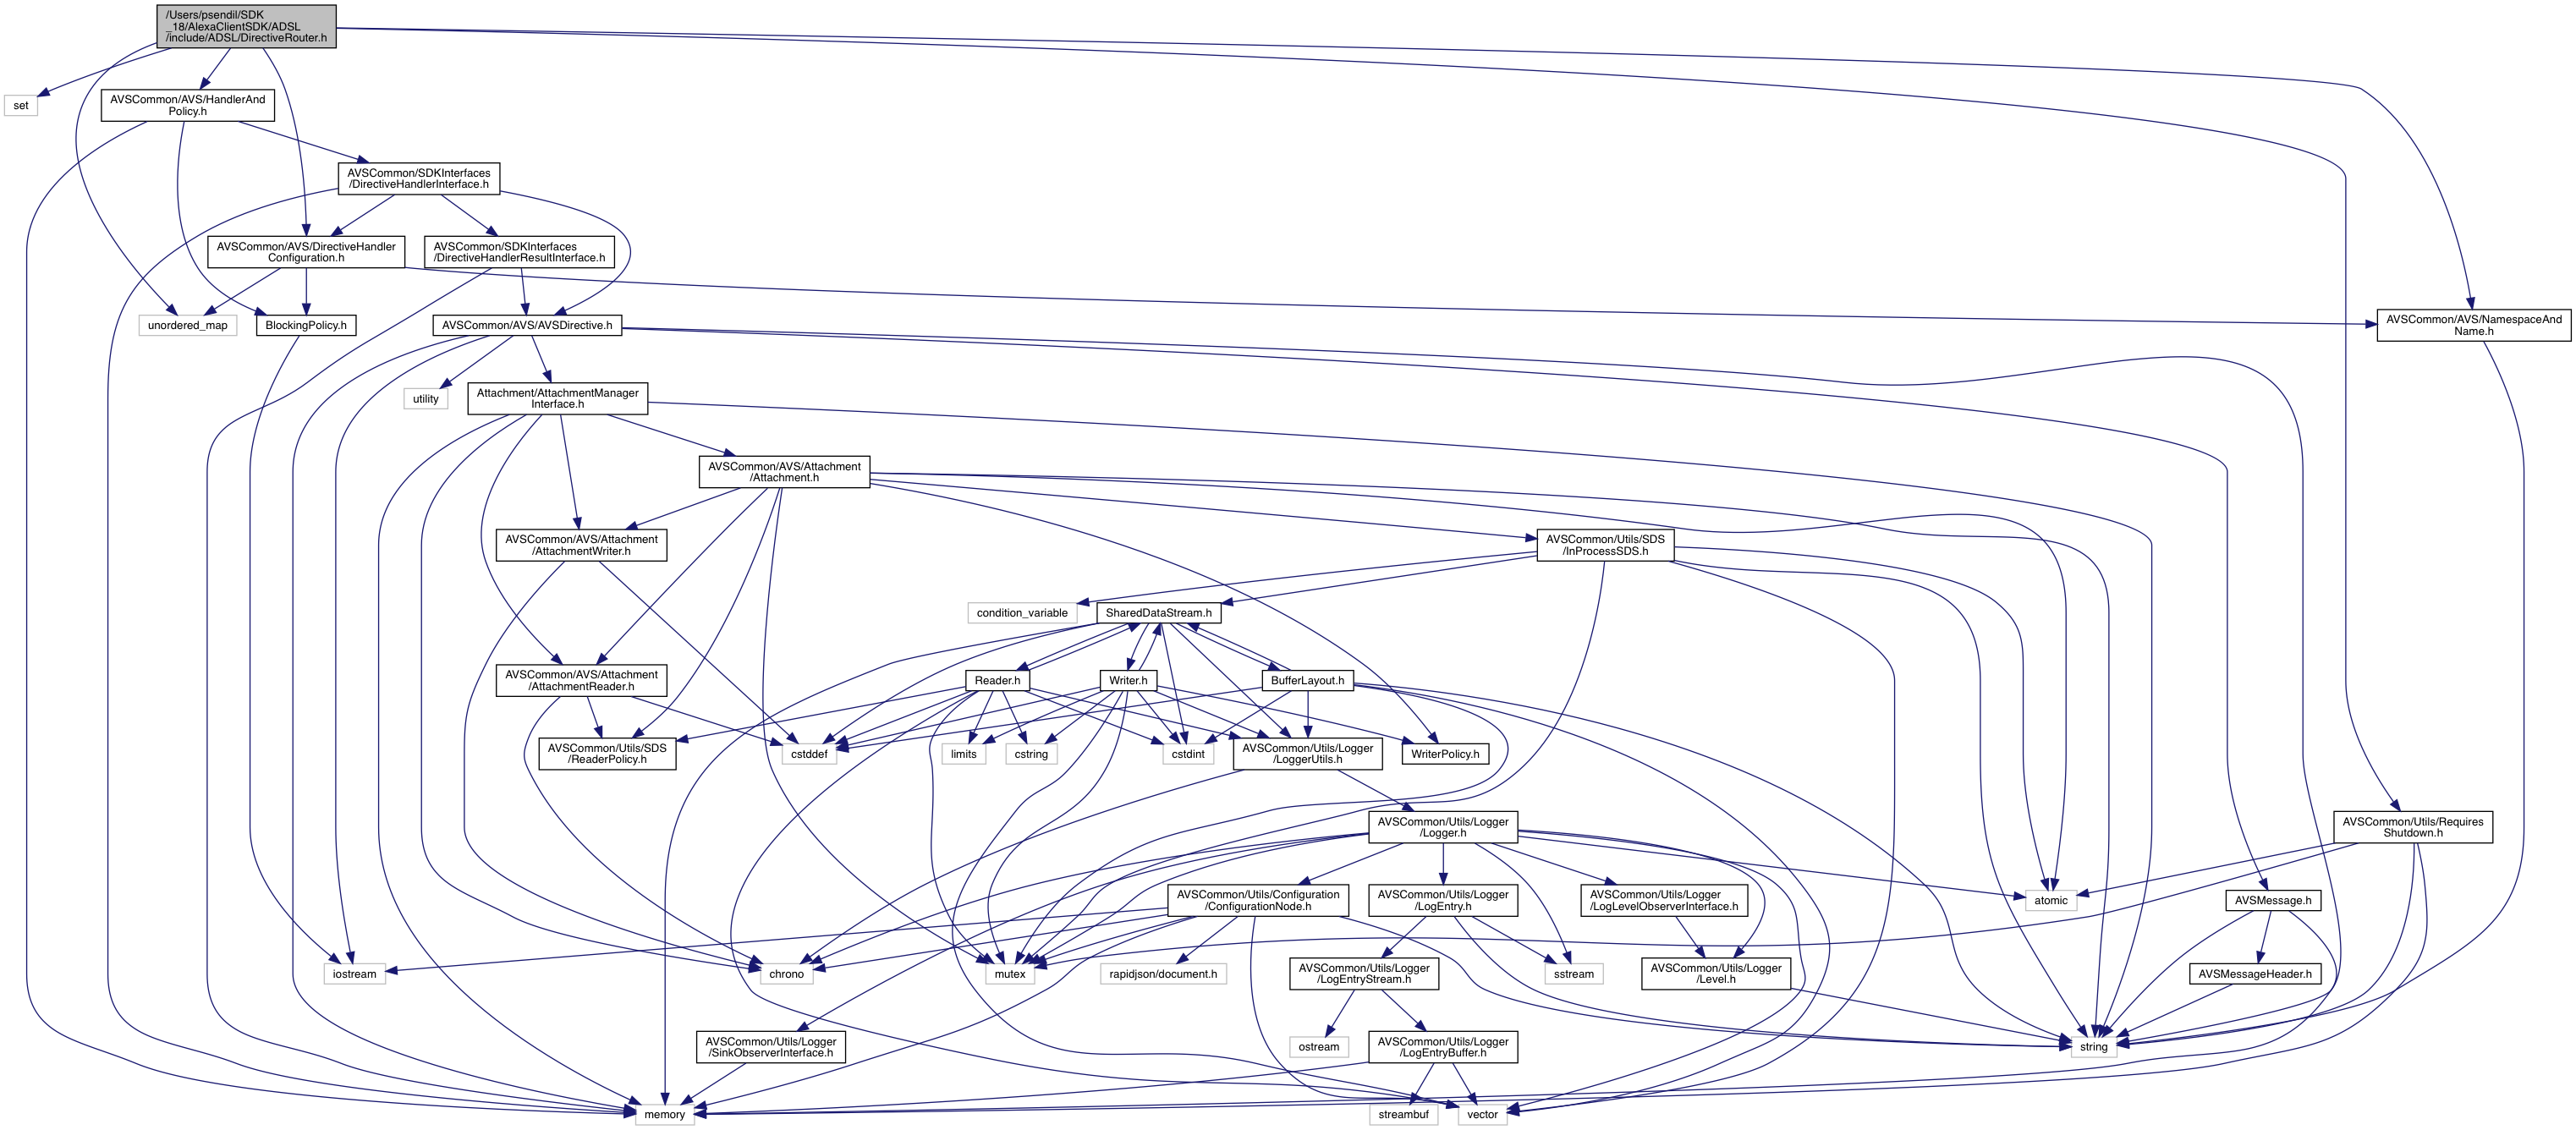 /Users/psendil/SDK
_18/AlexaClientSDK/ADSL
/include/ADSL/DirectiveRouter.h
set
AVSCommon/AVS/HandlerAnd
Policy.h
AVSCommon/SDKInterfaces
/DirectiveHandlerInterface.h
AVSCommon/AVS/DirectiveHandler
Configuration.h
AVSCommon/SDKInterfaces
/DirectiveHandlerResultInterface.h
unordered_map
BlockingPolicy.h
AVSCommon/AVS/AVSDirective.h
AVSCommon/AVS/NamespaceAnd
Name.h
utility
Attachment/AttachmentManager
Interface.h
AVSCommon/AVS/Attachment
/Attachment.h
AVSCommon/AVS/Attachment
/AttachmentWriter.h
AVSCommon/Utils/SDS
/InProcessSDS.h
condition_variable
SharedDataStream.h
AVSCommon/AVS/Attachment
/AttachmentReader.h
Reader.h
Writer.h
BufferLayout.h
AVSCommon/Utils/SDS
/ReaderPolicy.h
cstddef
limits
cstring
cstdint
AVSCommon/Utils/Logger
/LoggerUtils.h
WriterPolicy.h
AVSCommon/Utils/Logger
/Logger.h
AVSCommon/Utils/Requires
Shutdown.h
AVSCommon/Utils/Configuration
/ConfigurationNode.h
AVSCommon/Utils/Logger
/LogEntry.h
AVSCommon/Utils/Logger
/LogLevelObserverInterface.h
atomic
AVSMessage.h
iostream
chrono
mutex
rapidjson/document.h
AVSCommon/Utils/Logger
/LogEntryStream.h
sstream
AVSCommon/Utils/Logger
/Level.h
AVSMessageHeader.h
AVSCommon/Utils/Logger
/SinkObserverInterface.h
ostream
AVSCommon/Utils/Logger
/LogEntryBuffer.h
string
memory
streambuf
vector